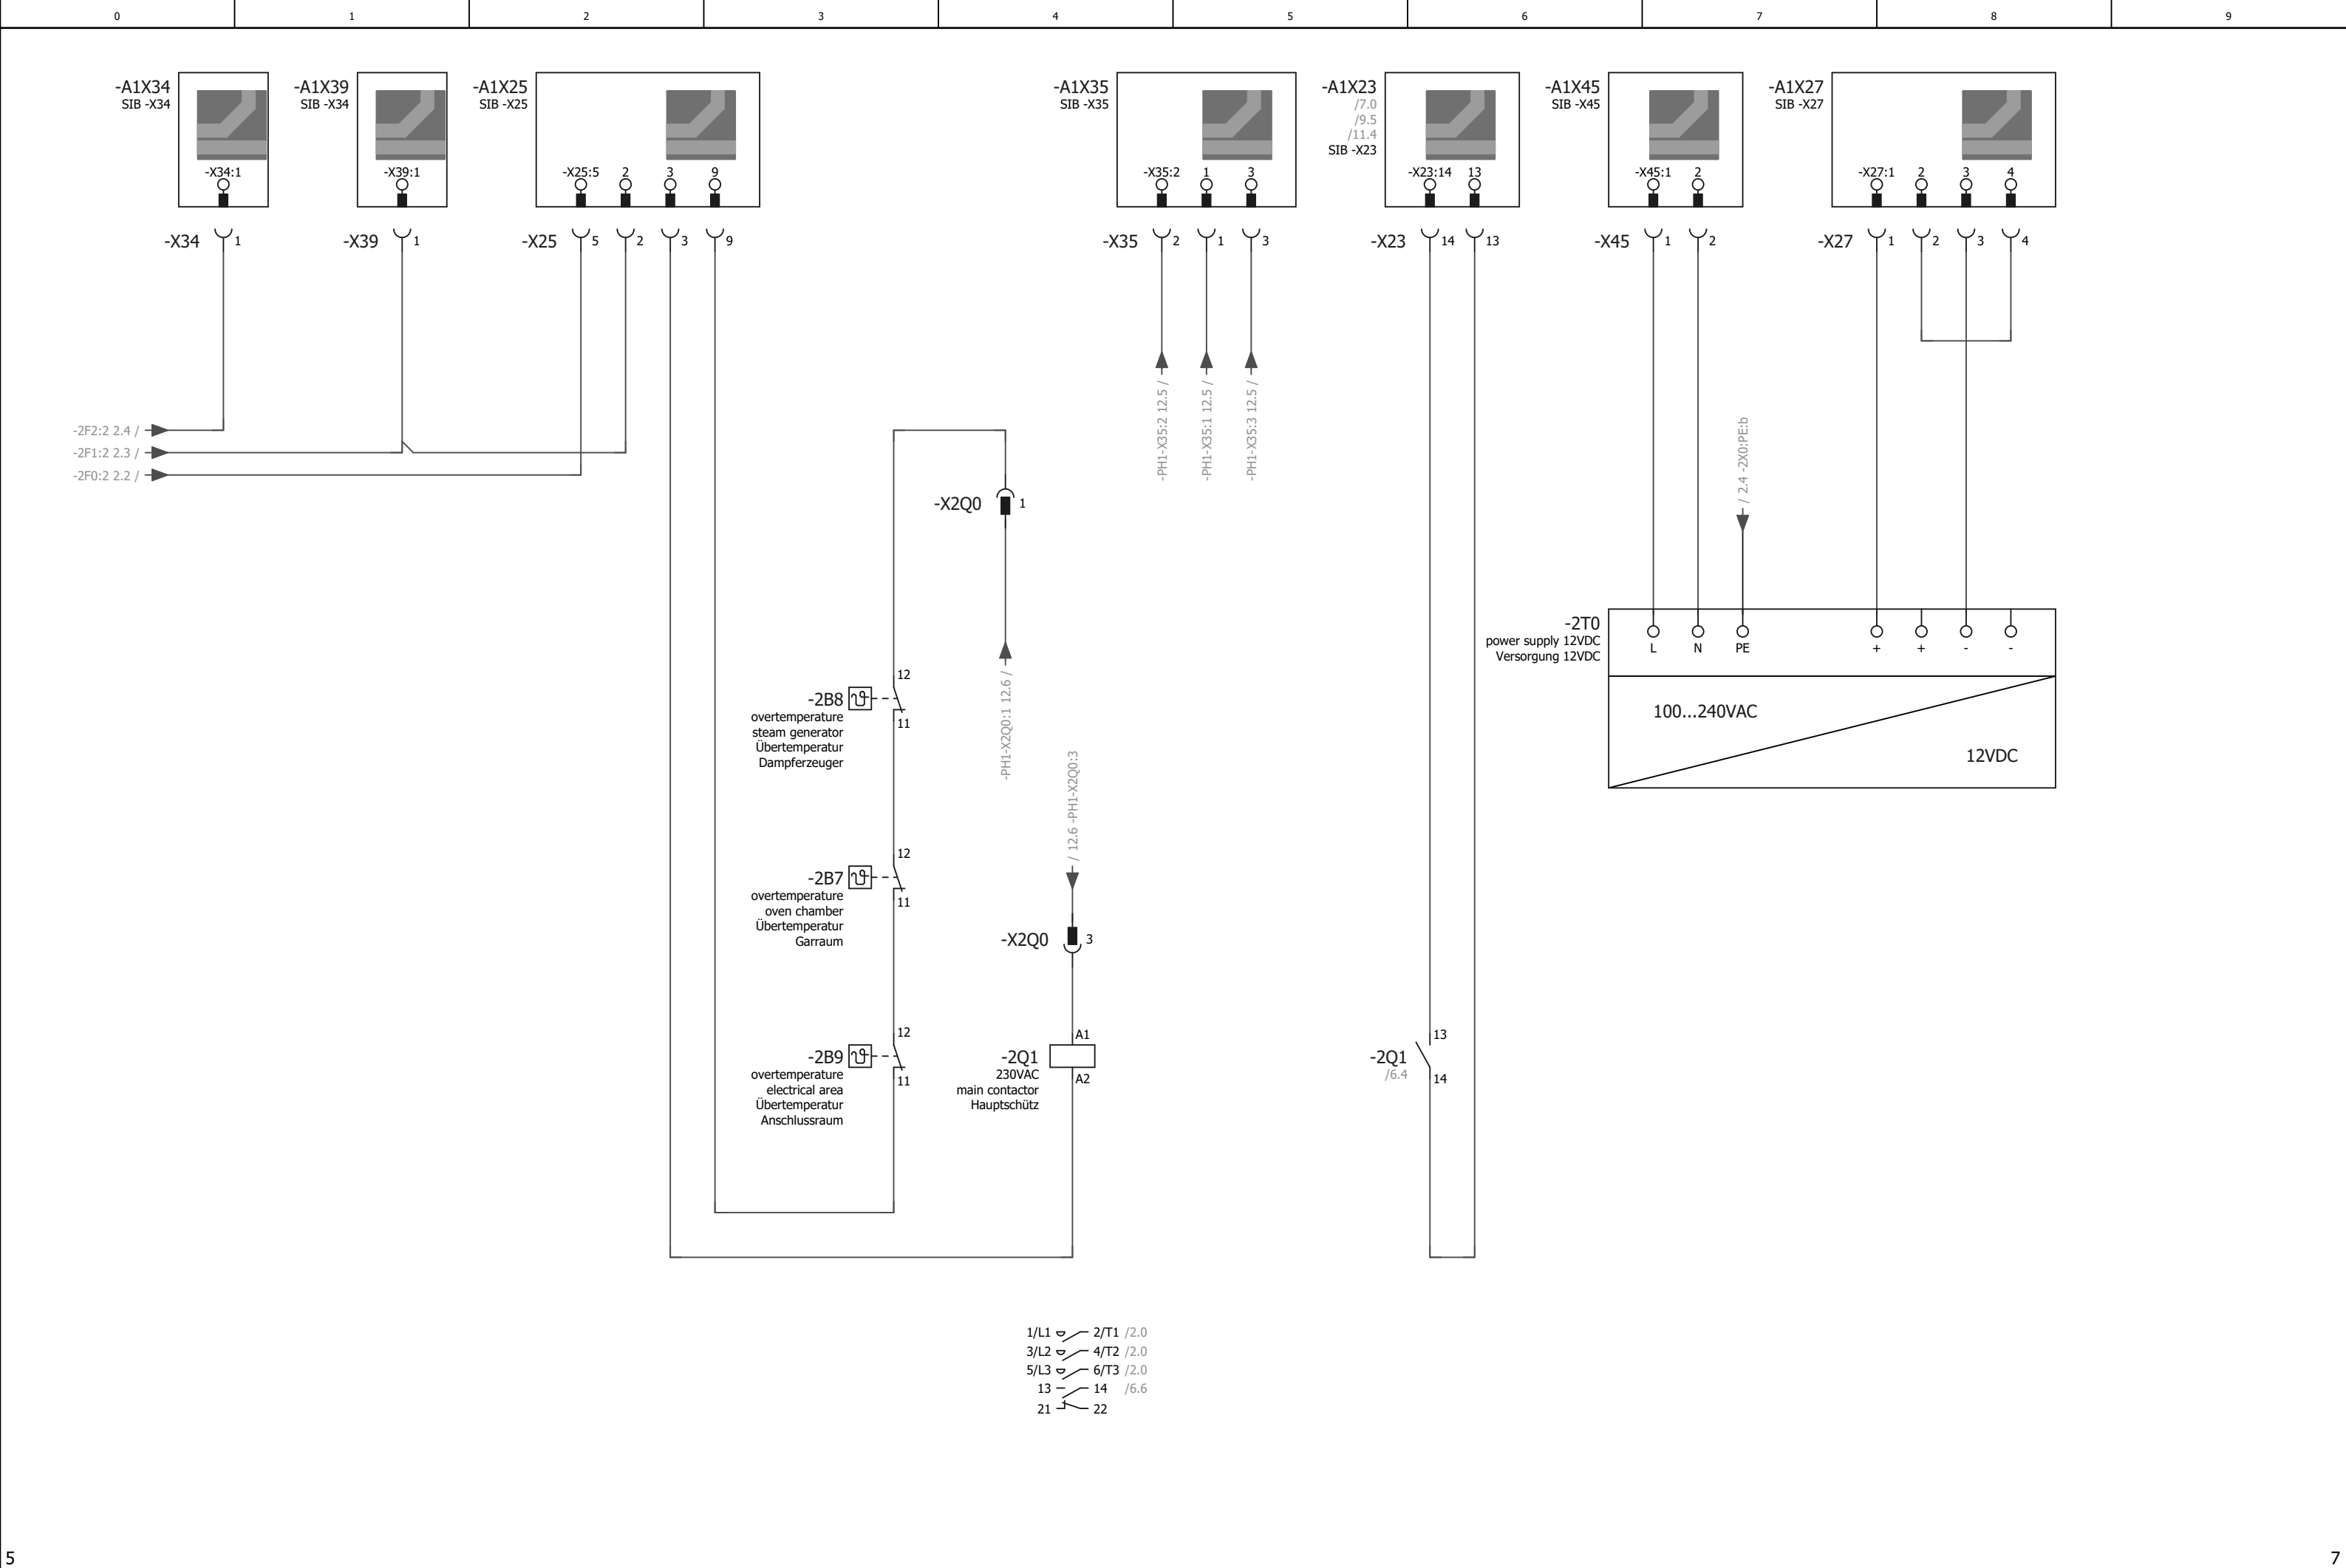 0 1 2 3 4 5 6 7 8 9
-A1X34
SIB -X34
-X34:1
-X34 1
-A1X39
SIB -X34
-X39:1
-X39 1
-A1X25
SIB -X25
-X25:5 2 3 9
-X25 5 2 3 9
-A1X35
SIB -X35
-X35:2 1 3
-X35 2 1 3
-A1X23
/7.0
/9.5
/11.4
SIB -X23
-X23:14 13
-X23 14 13
-A1X45
SIB -X45
-X45:1 2
-X45 1 2
-A1X27
SIB -X27
-X27:1 2 3 4
-X27 1 2 3 4
-2F2:2 2.4 /
-2F1:2 2.3 /
-2F0:2 2.2 /
-PH1-X35:2 12.5 /
-PH1-X35:1 12.5 /
-PH1-X35:3 12.5 /
/ 2.4 -2X0:PE:b
-X2Q0 1
-PH1-X2Q0:1 12.6 /
-2T0
power supply 12VDC
Versorgung 12VDC
L N PE + + - -
100...240VAC
12VDC
12
-2B8
11
overtemperature
steam generator
Übertemperatur
Dampferzeuger
/ 12.6 -PH1-X2Q0:3
12
-2B7
11
overtemperature
oven chamber
Übertemperatur
Garraum
-X2Q0 3
12
-2B9
11
overtemperature
electrical area
Übertemperatur
Anschlussraum
A1
-2Q1
A2
230VAC
main contactor
Hauptschütz
13
-2Q1
/6.4
14
1/L1 2/T1 /2.0
3/L2 4/T2 /2.0
5/L3 6/T3 /2.0
13 14 /6.6
21 22
5 7